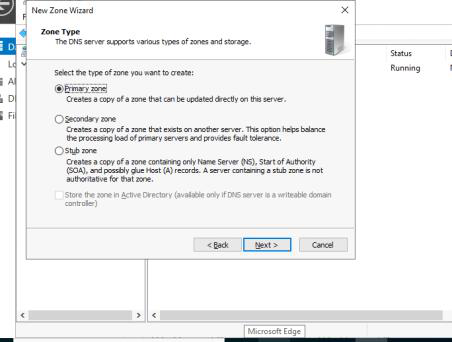 New Zone Wizard
Zone Type
The DNS server supports various types of zones and storage.
Status
Running
Select the type of zone you want to create:
Primary zone
Creates a copy of a zone that can be updated directly on this server.
Secondary zone
Creates a copy of a zone that exists on another server. This option helps balance
the processing load of primary servers and provides fault tolerance.
Stub zone
Creates a copy of a zone containing only Name Server (NS), Start of Authority
(SOA), and possibly glue Host (A) records. A server containing a stub zone is not
authoritative for that zone.
Store the zone in Active Directory (available only if DNS server is a writeable domain
controller)
< Back Next > Cancel
Microsoft Edge